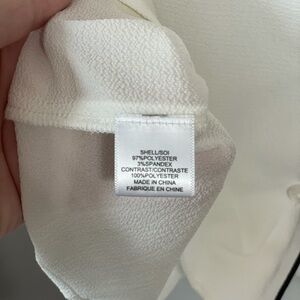 SHELL/SOI
97%POLYESTER
3%SPANDEX
CONTRAST/CONTRASTE
100%POLYESTER
MADE IN CHINA
FABRIQUE EN CHINE